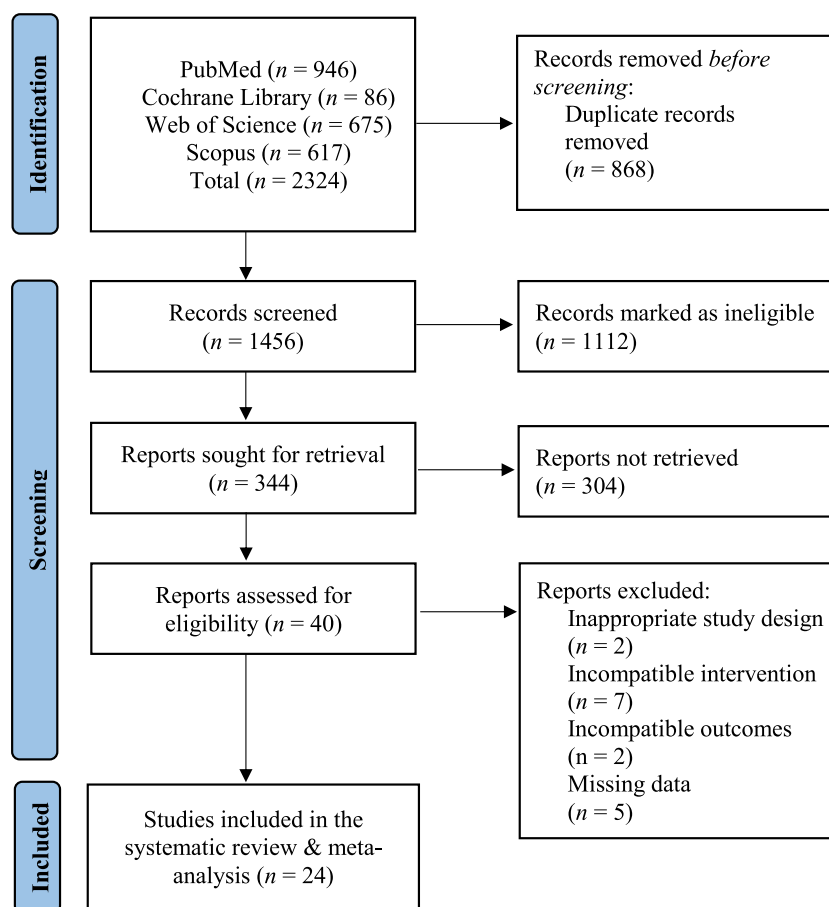 Identification
PubMed (n = 946)
Cochrane Library (n = 86)
Web of Science (n = 675)
Scopus (n = 617)
Total (n = 2324)
Records removed before
screening:
Duplicate records
removed
(n = 868)
Screening
Records screened
(n = 1456)
Records marked as ineligible
(n = 1112)
Reports sought for retrieval
(n = 344)
Reports not retrieved
(n = 304)
Reports assessed for
eligibility (n = 40)
Reports excluded:
Inappropriate study design
(n = 2)
Incompatible intervention
(n = 7)
Incompatible outcomes
(n = 2)
Missing data
(n = 5)
Included
Studies included in the
systematic review & meta-
analysis (n = 24)